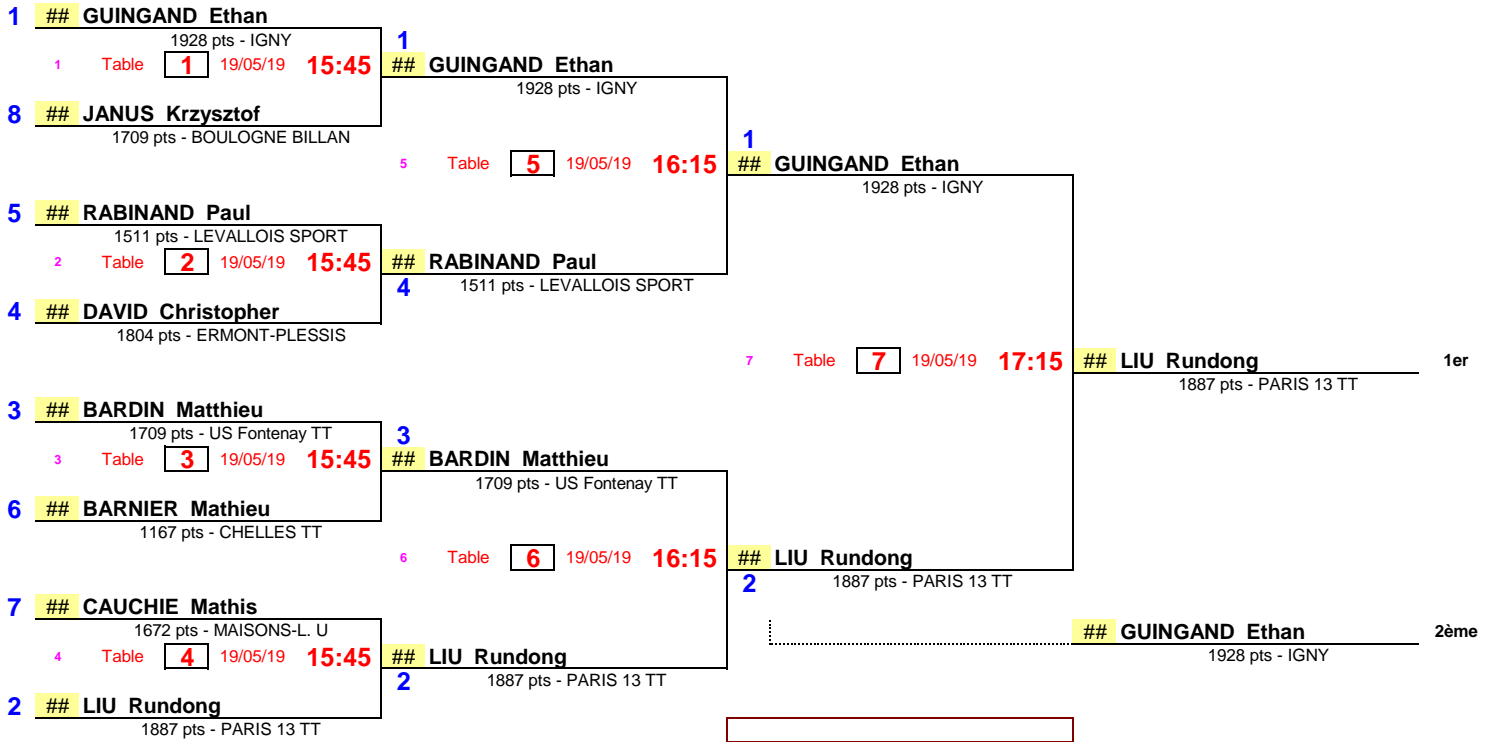 1 ## GUINGAND Ethan
1928 pts - IGNY
1
1 Table 1 19/05/19 15:45 ## GUINGAND Ethan
1928 pts - IGNY
8 ## JANUS Krzysztof
1709 pts - BOULOGNE BILLAN
1
5 Table 5 19/05/19 16:15 ## GUINGAND Ethan
1928 pts - IGNY
5 ## RABINAND Paul
1511 pts - LEVALLOIS SPORT
2 Table 2 19/05/19 15:45 ## RABINAND Paul
4 1511 pts - LEVALLOIS SPORT
4 ## DAVID Christopher
1804 pts - ERMONT-PLESSIS
7 Table 7 19/05/19 17:15 ## LIU Rundong 1er
1887 pts - PARIS 13 TT
3 ## BARDIN Matthieu
1709 pts - US Fontenay TT
3
3 Table 3 19/05/19 15:45 ## BARDIN Matthieu
1709 pts - US Fontenay TT
6 ## BARNIER Mathieu
1167 pts - CHELLES TT
6 Table 6 19/05/19 16:15 ## LIU Rundong
2 1887 pts - PARIS 13 TT
7 ## CAUCHIE Mathis
1672 pts - MAISONS-L. U
## GUINGAND Ethan 2ème
1928 pts - IGNY
4 Table 4 19/05/19 15:45 ## LIU Rundong
2 1887 pts - PARIS 13 TT
2 ## LIU Rundong
1887 pts - PARIS 13 TT